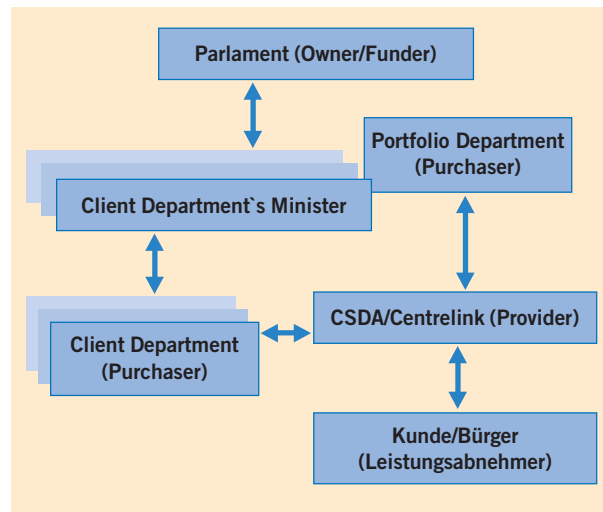 Parlament (Owner/Funder)
Portfolio Department
(Purchaser)
Client Department`s Minister
CSDA/Centrelink (Provider)
Client Department
(Purchaser)
Kunde/Bürger
(Leistungsabnehmer)